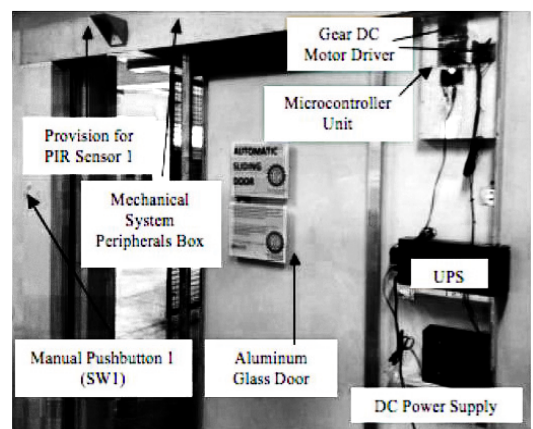 Gear DC
Motor Driver
Microcontroller
Unit
Provision for
PIR Sensor 1
AUTOMATIC
SLIDING
DOOR
Mechanical
System
Peripherals Box
UPS
Manual Pushbutton 1
(SW1)
Aluminum
Glass Door
DC Power Supply